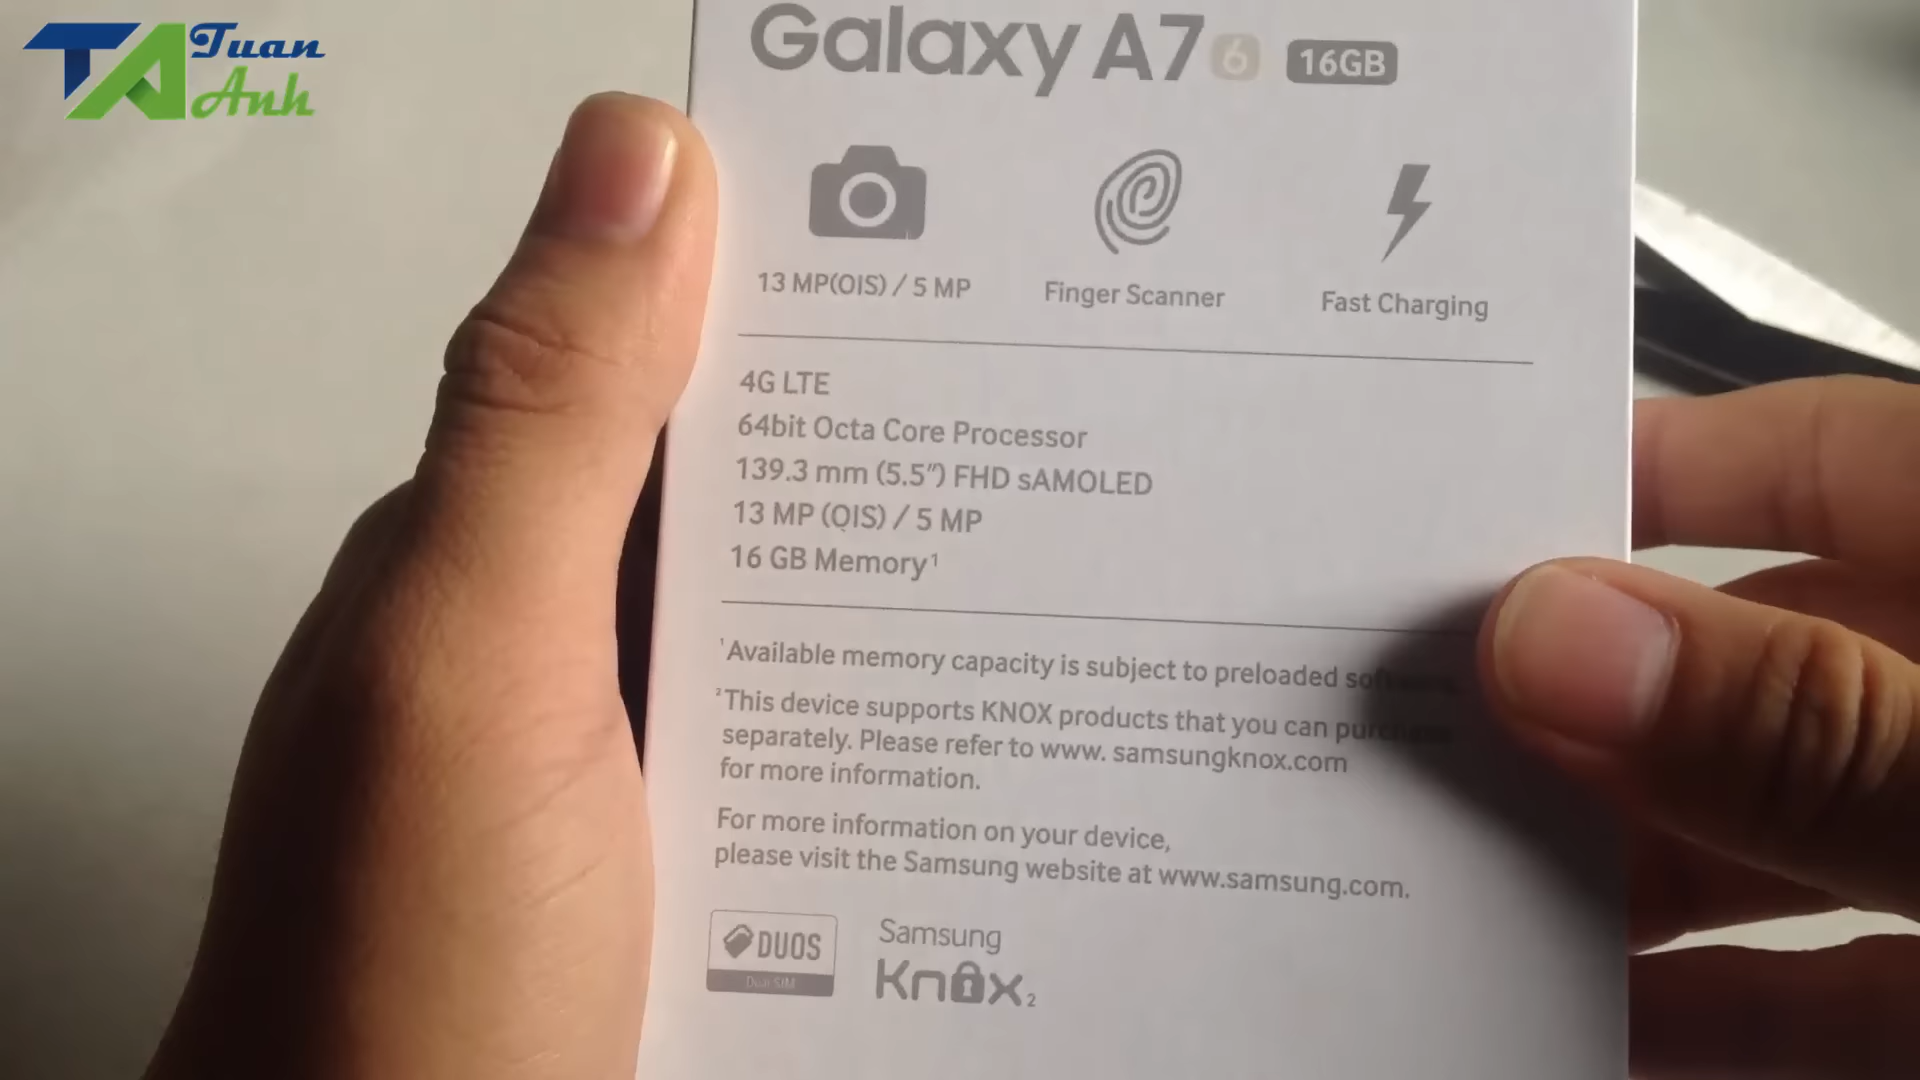 Tuan
Anh
Galaxy A7 6 16GB
13 MP(OIS) / 5 MP
Finger Scanner
Fast Charging
4G LTE
64bit Octa Core Processor
139.3 mm (5.5″) FHD sAMOLED
13 MP (OIS) / 5 MP
16 GB Memory¹
¹Available memory capacity is subject to preloaded
²This device supports KNOX products that you can purchase
separately. Please refer to www. samsungknox.com
for more information.
For more information on your device,
please visit the Samsung website at www.samsung.com.
DUOS
Dual SIM
Samsung
Knox₂